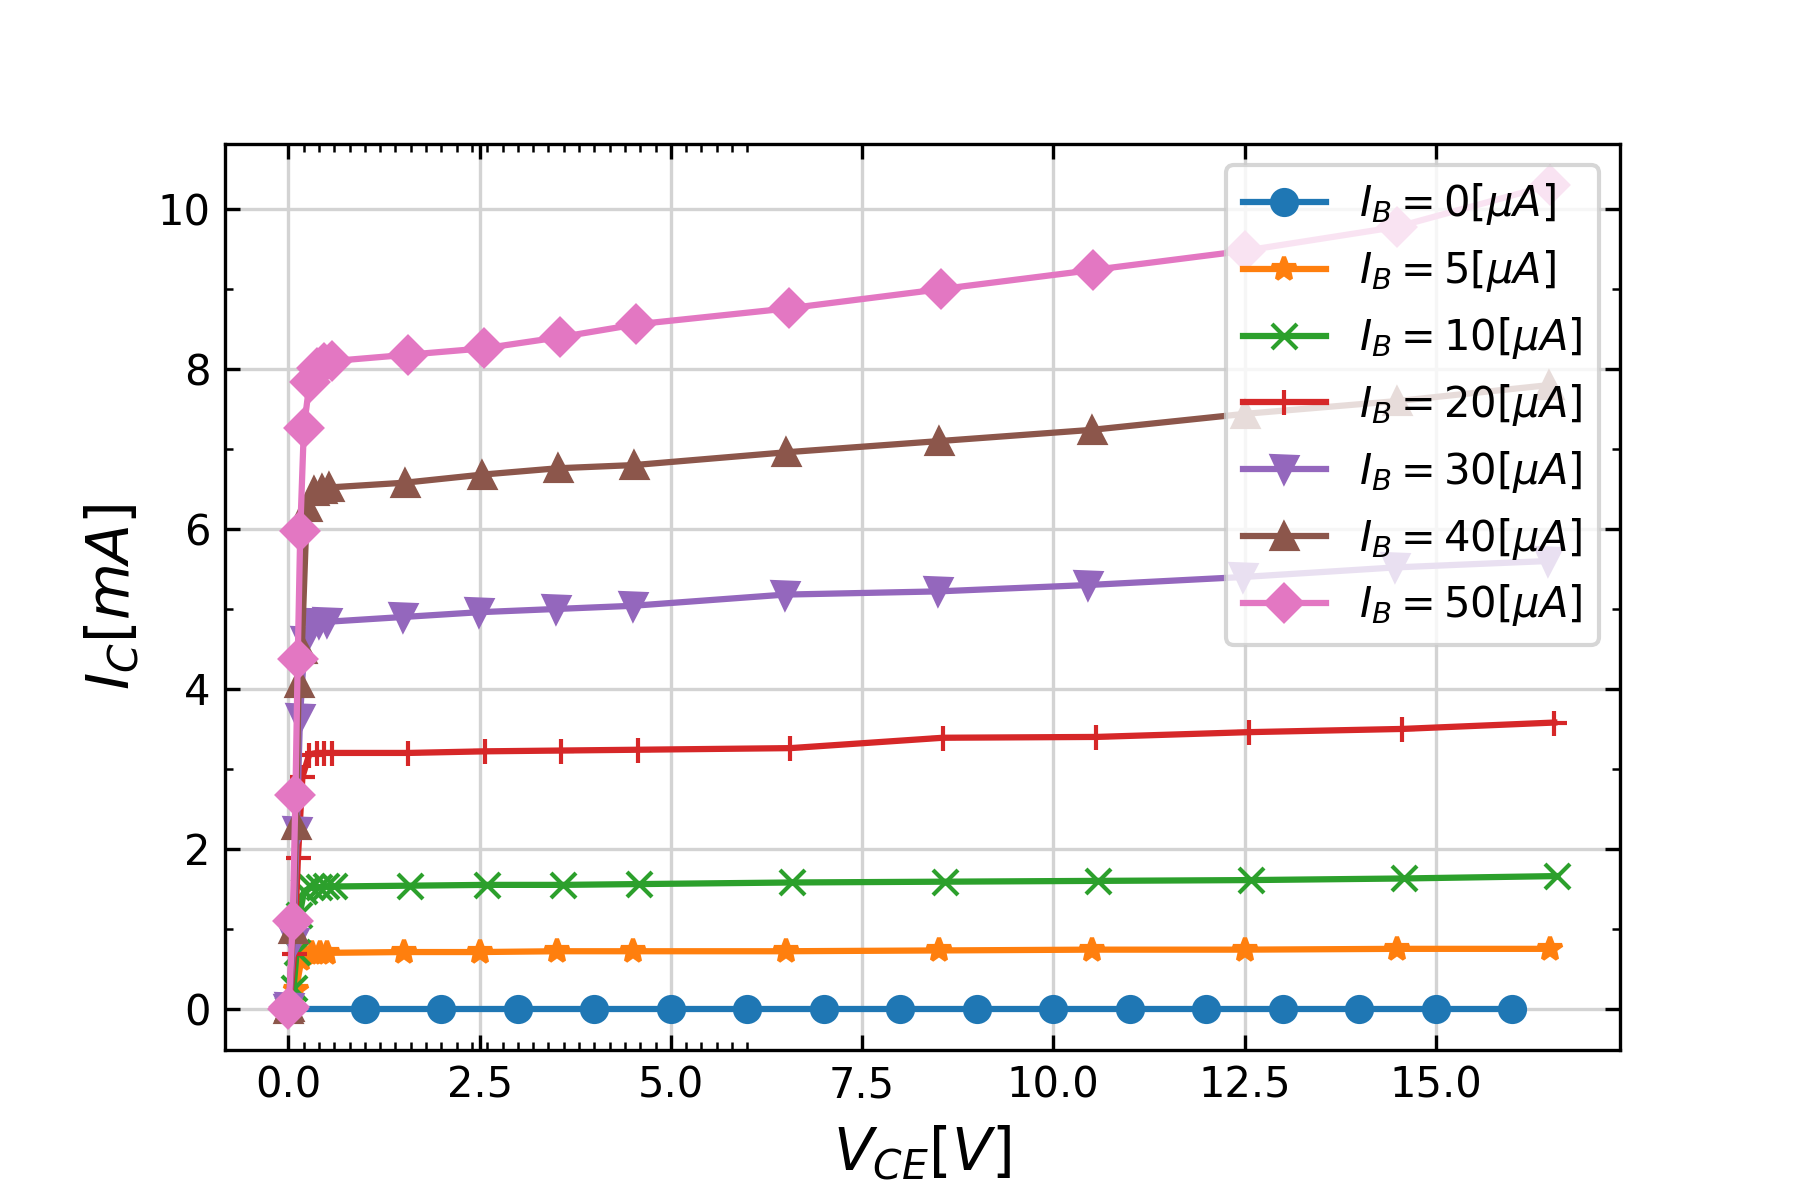 I_C[mA]
10
8
6
4
2
0
0.0 2.5 5.0 7.5 10.0 12.5 15.0
V_CE[V]
I_B = 0[μA]
I_B = 5[μA]
I_B = 10[μA]
I_B = 20[μA]
I_B = 30[μA]
I_B = 40[μA]
I_B = 50[μA]